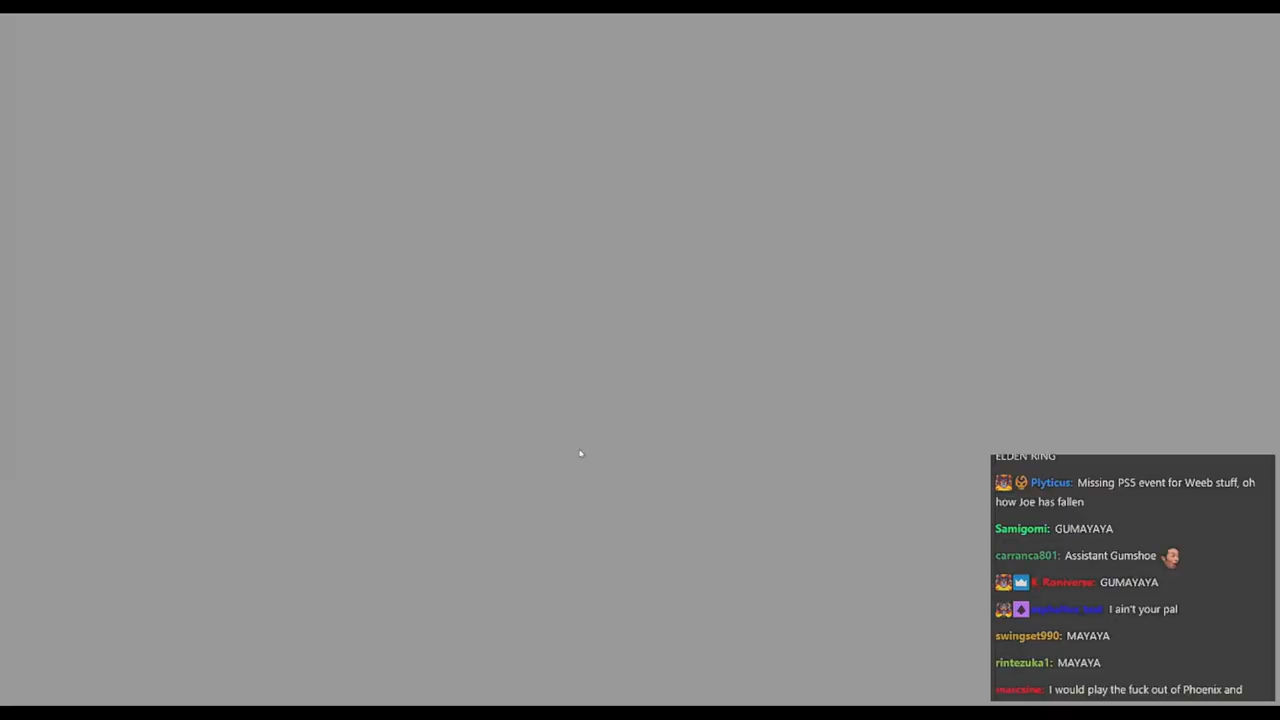 ELDEN RING
Plyticus: Missing PS5 event for Weeb stuff, oh
how Joe has fallen
Samigomi: GUMAYAYA
carranca801: Assistant Gumshoe
K_Roniverse: GUMAYAYA
I ain't your pal
swingset990: MAYAYA
rintezuka1: MAYAYA
I would play the fuck out of Phoenix and